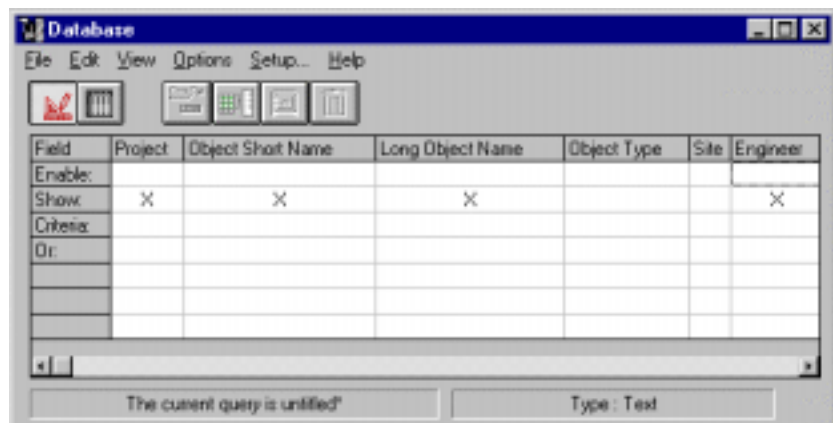 Database
File Edit View Options Setup... Help
Field Project Object Short Name Long Object Name Object Type Site Engineer
Enable:
Show: X X X X
Criteria:
Or:
The current query is untitled* Type : Text